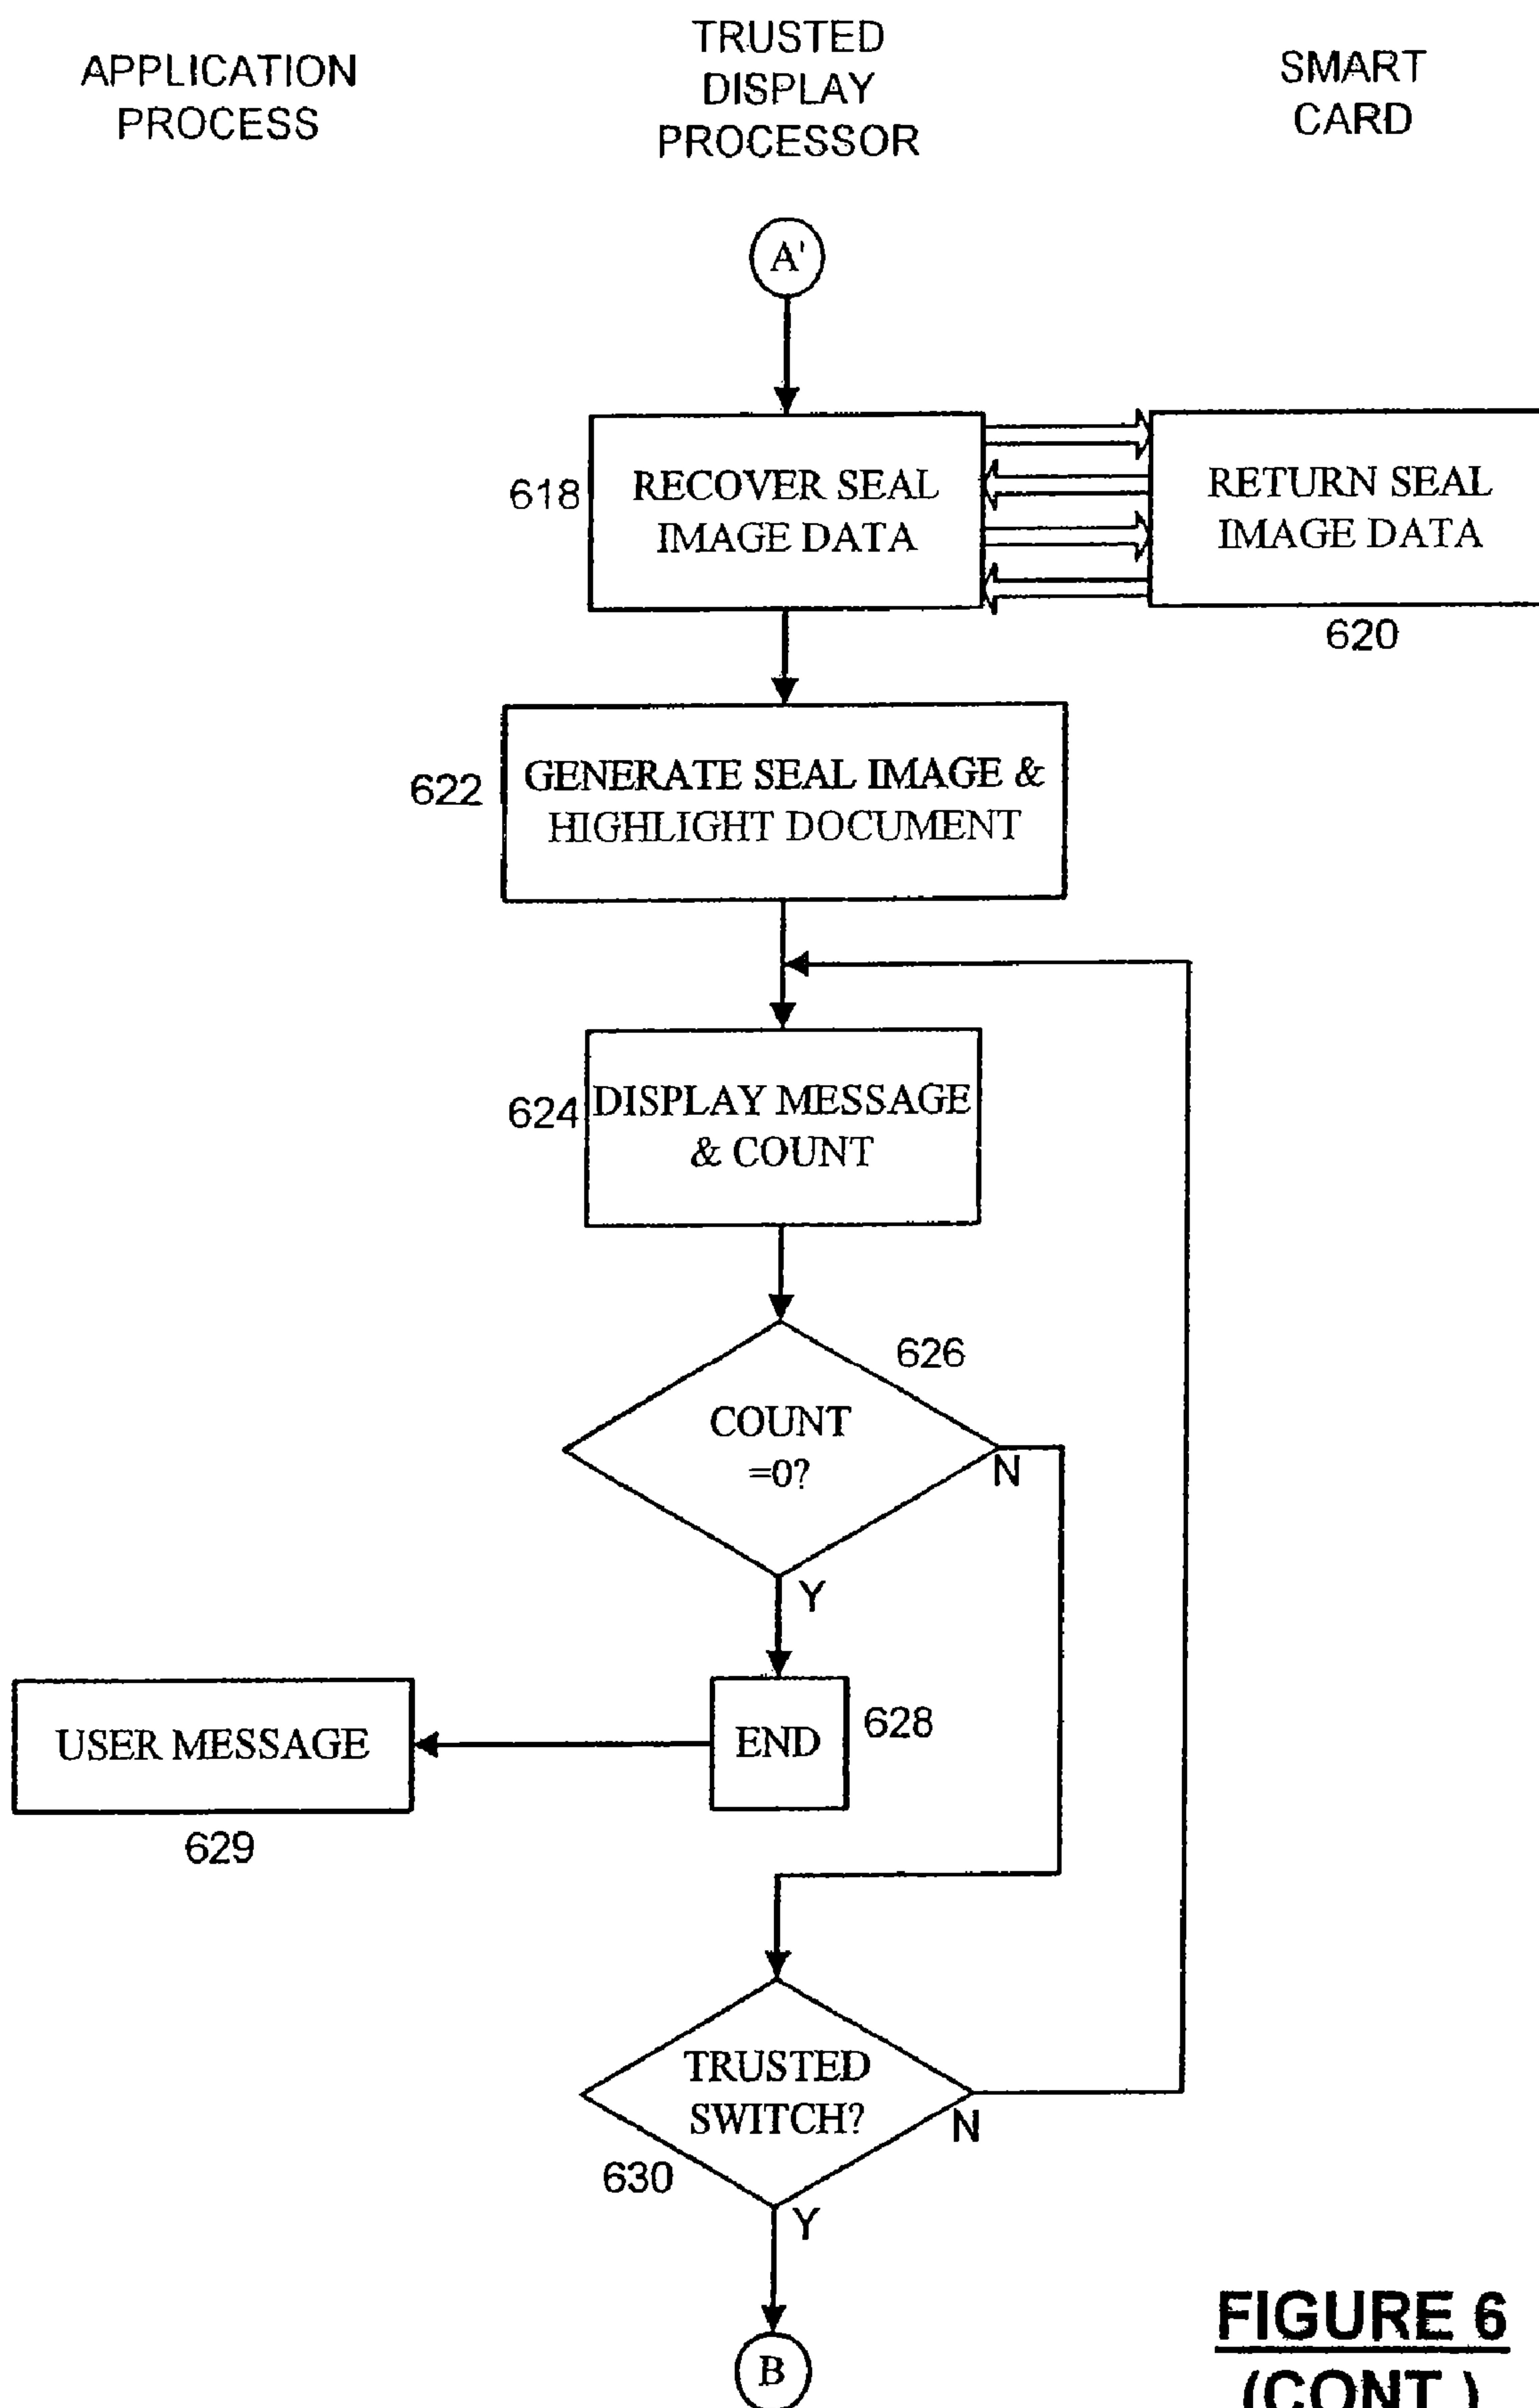 APPLICATION
PROCESS
TRUSTED
DISPLAY
PROCESSOR
SMART
CARD
A'
618
RECOVER SEAL
IMAGE DATA
RETURN SEAL
IMAGE DATA
620
622
GENERATE SEAL IMAGE &
HIGHLIGHT DOCUMENT
624
DISPLAY MESSAGE
& COUNT
626
COUNT
=0?
N
Y
USER MESSAGE
629
END
628
TRUSTED
SWITCH?
N
630
Y
B
FIGURE 6
(CONT.)